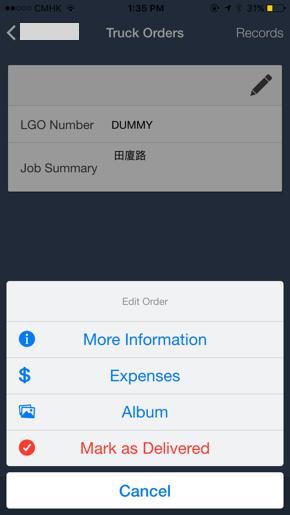 CMHK 1:35 PM 31%
Truck Orders Records
LGO Number DUMMY
Job Summary 田廈路
Edit Order
More Information
Expenses
Album
Mark as Delivered
Cancel